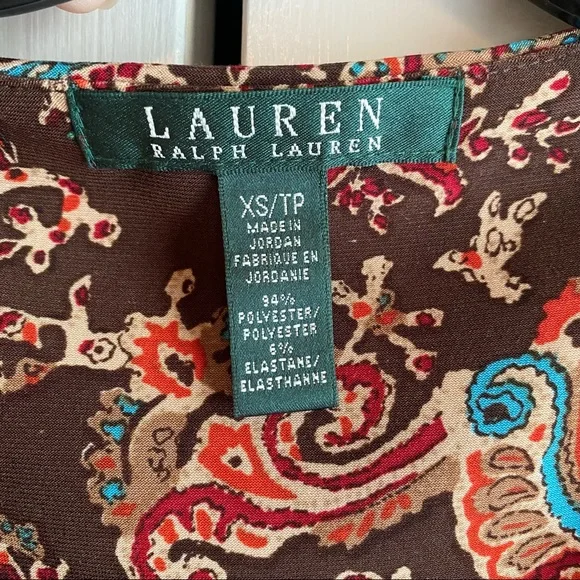 LAUREN
RALPH LAUREN
XS/TP
MADE IN
JORDAN
FABRIQUE EN
JORDANIE
94%
POLYESTER/
POLYESTER
6%
ELASTANE/
ELASTHANNE